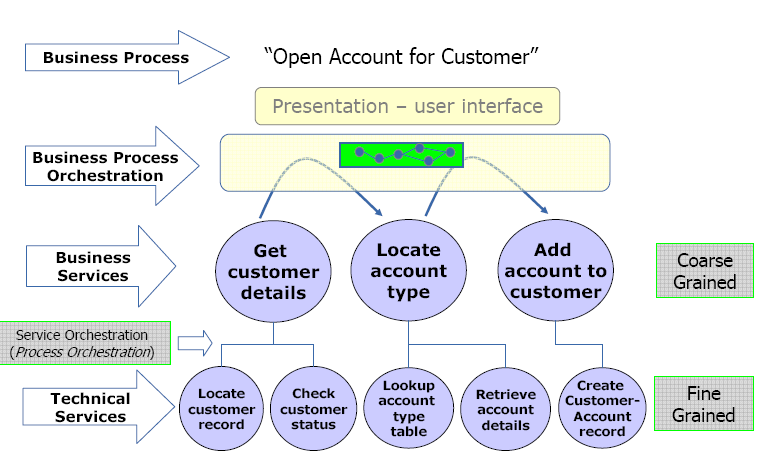 Business Process
“Open Account for Customer”
Presentation – user interface
Business Process
Orchestration
Business
Services
Get
customer
details
Locate
account
type
Add
account to
customer
Coarse
Grained
Service Orchestration
(Process Orchestration)
Technical
Services
Locate
customer
record
Check
customer
status
Lookup
account
type
table
Retrieve
account
details
Create
Customer-
Account
record
Fine
Grained